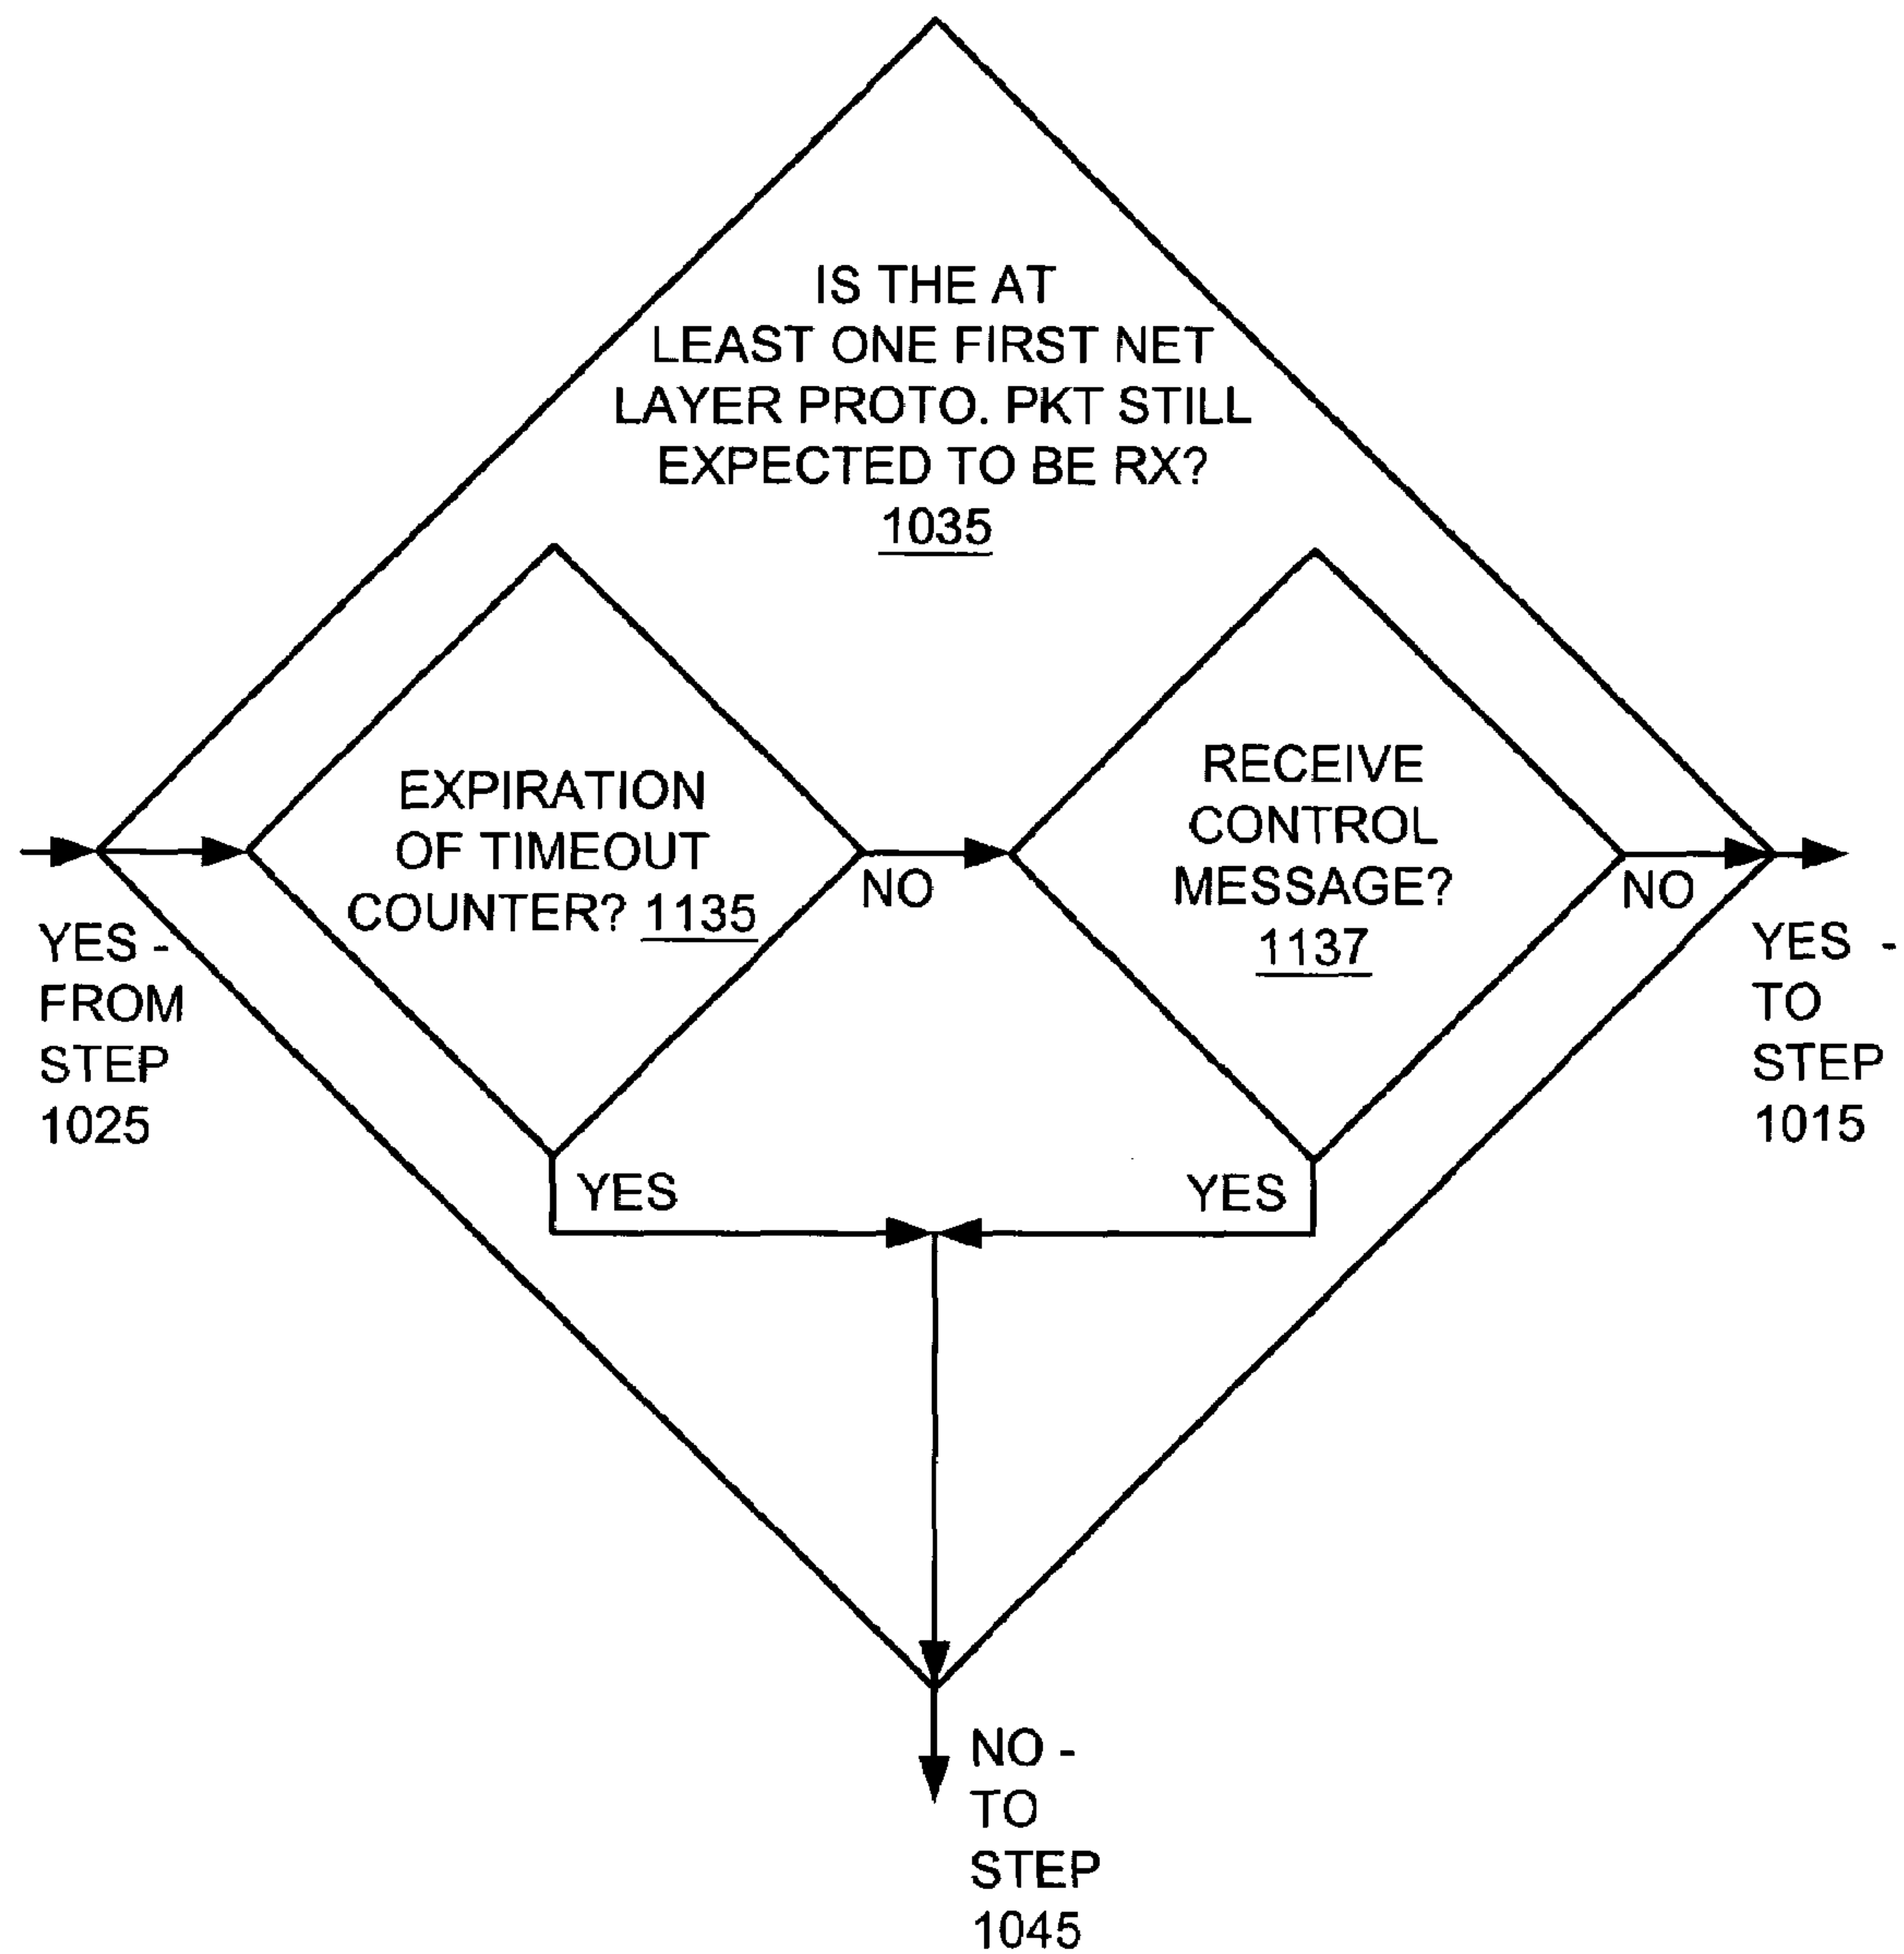 IS THE AT
LEAST ONE FIRST NET
LAYER PROTO. PKT STILL
EXPECTED TO BE RX?
1035
EXPIRATION
OF TIMEOUT
COUNTER? 1135
NO
RECEIVE
CONTROL
MESSAGE?
1137
NO
YES -
FROM
STEP
1025
YES -
TO
STEP
1015
YES
YES
NO -
TO
STEP
1045